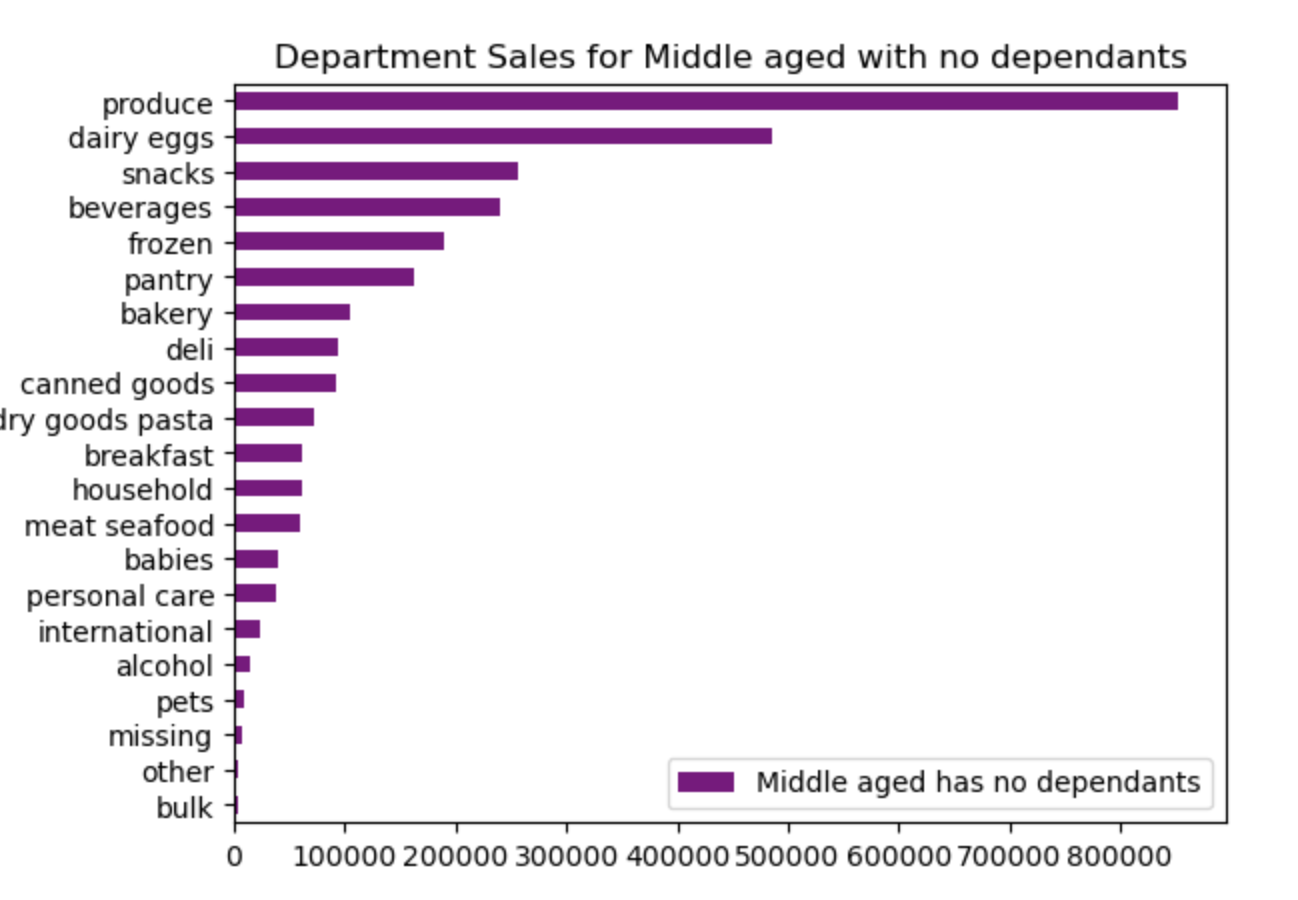 Department Sales for Middle aged with no dependants
produce
dairy eggs
snacks
beverages
frozen
pantry
bakery
deli
canned goods
dry goods pasta
breakfast
household
meat seafood
babies
personal care
international
alcohol
pets
missing
other
bulk
Middle aged has no dependants
0 100000 200000 300000 400000 500000 600000 700000 800000